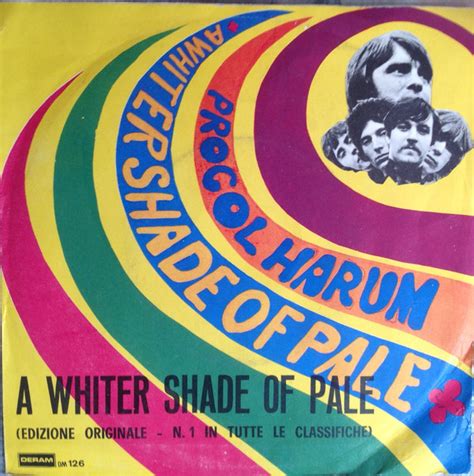 A WHITER SHADE OF PALE
PROCOL HARUM
A WHITER SHADE OF PALE
(EDIZIONE ORIGINALE - N. 1 IN TUTTE LE CLASSIFICHE)
DERAM DM 126